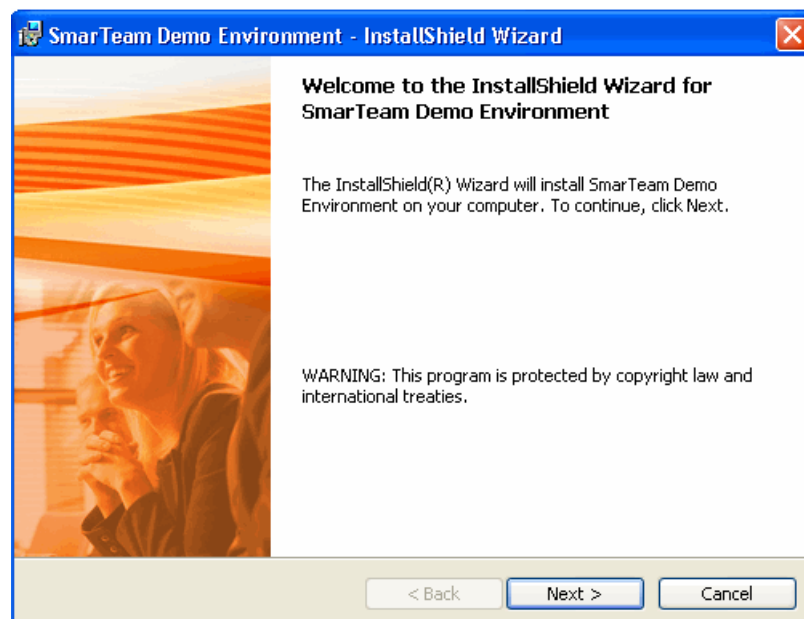 SmarTeam Demo Environment - InstallShield Wizard
Welcome to the InstallShield Wizard for
SmarTeam Demo Environment
The InstallShield(R) Wizard will install SmarTeam Demo
Environment on your computer. To continue, click Next.
WARNING: This program is protected by copyright law and
international treaties.
< Back
Next >
Cancel